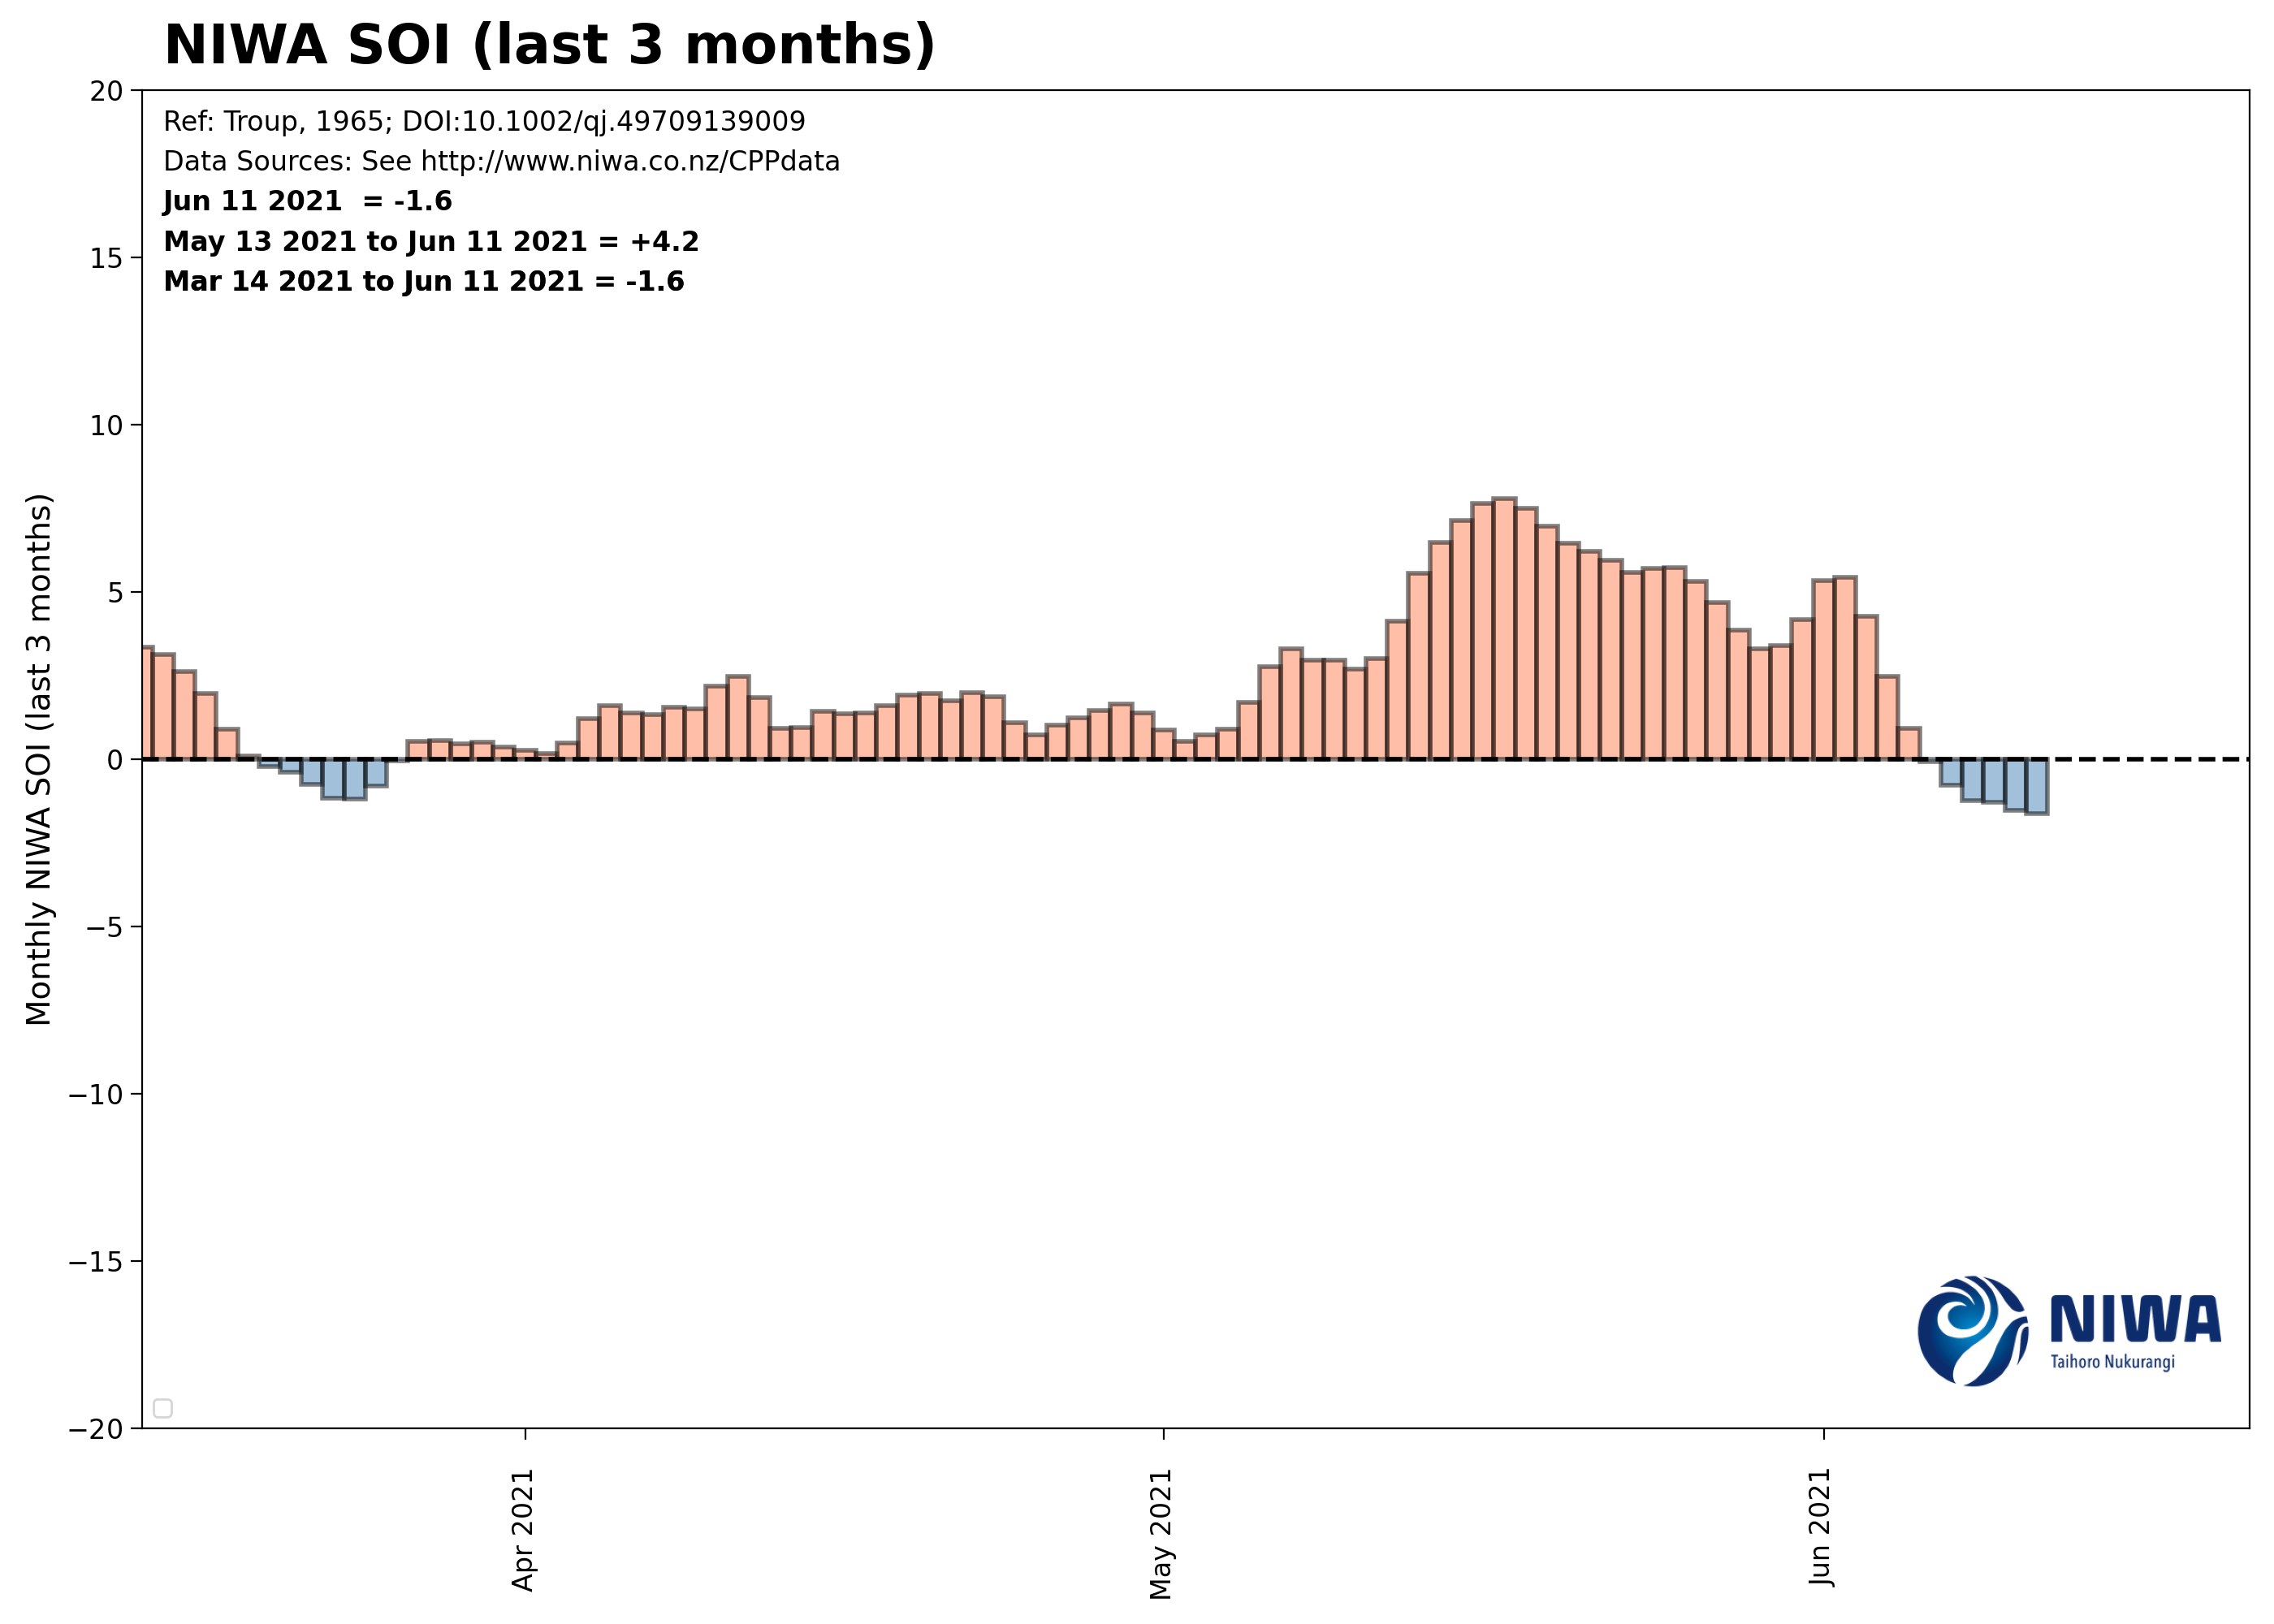 NIWA SOI (last 3 months)
Ref: Troup, 1965; DOI:10.1002/qj.49709139009
Data Sources: See http://www.niwa.co.nz/CPPdata
Jun 11 2021  = -1.6
May 13 2021 to Jun 11 2021 = +4.2
Mar 14 2021 to Jun 11 2021 = -1.6
Monthly NIWA SOI (last 3 months)
20
15
10
5
0
−5
−10
−15
−20
Apr 2021
May 2021
Jun 2021
NIWA
Taihoro Nukurangi